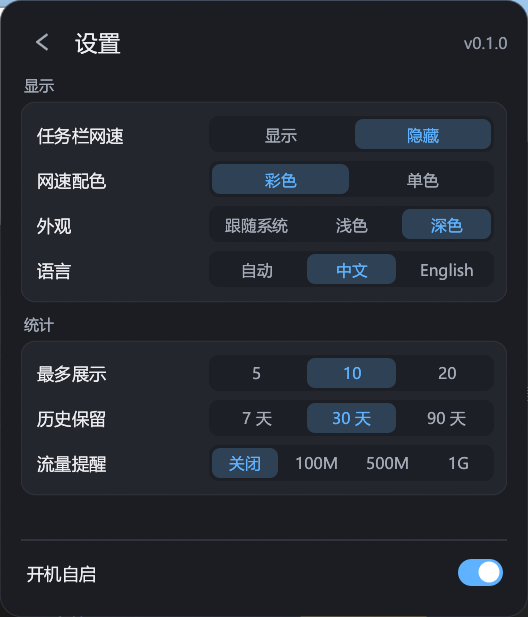 设置 v0.1.0
显示
任务栏网速 显示 隐藏
网速配色 彩色 单色
外观 跟随系统 浅色 深色
语言 自动 中文 English
统计
最多展示 5 10 20
历史保留 7 天 30 天 90 天
流量提醒 关闭 100M 500M 1G
开机自启